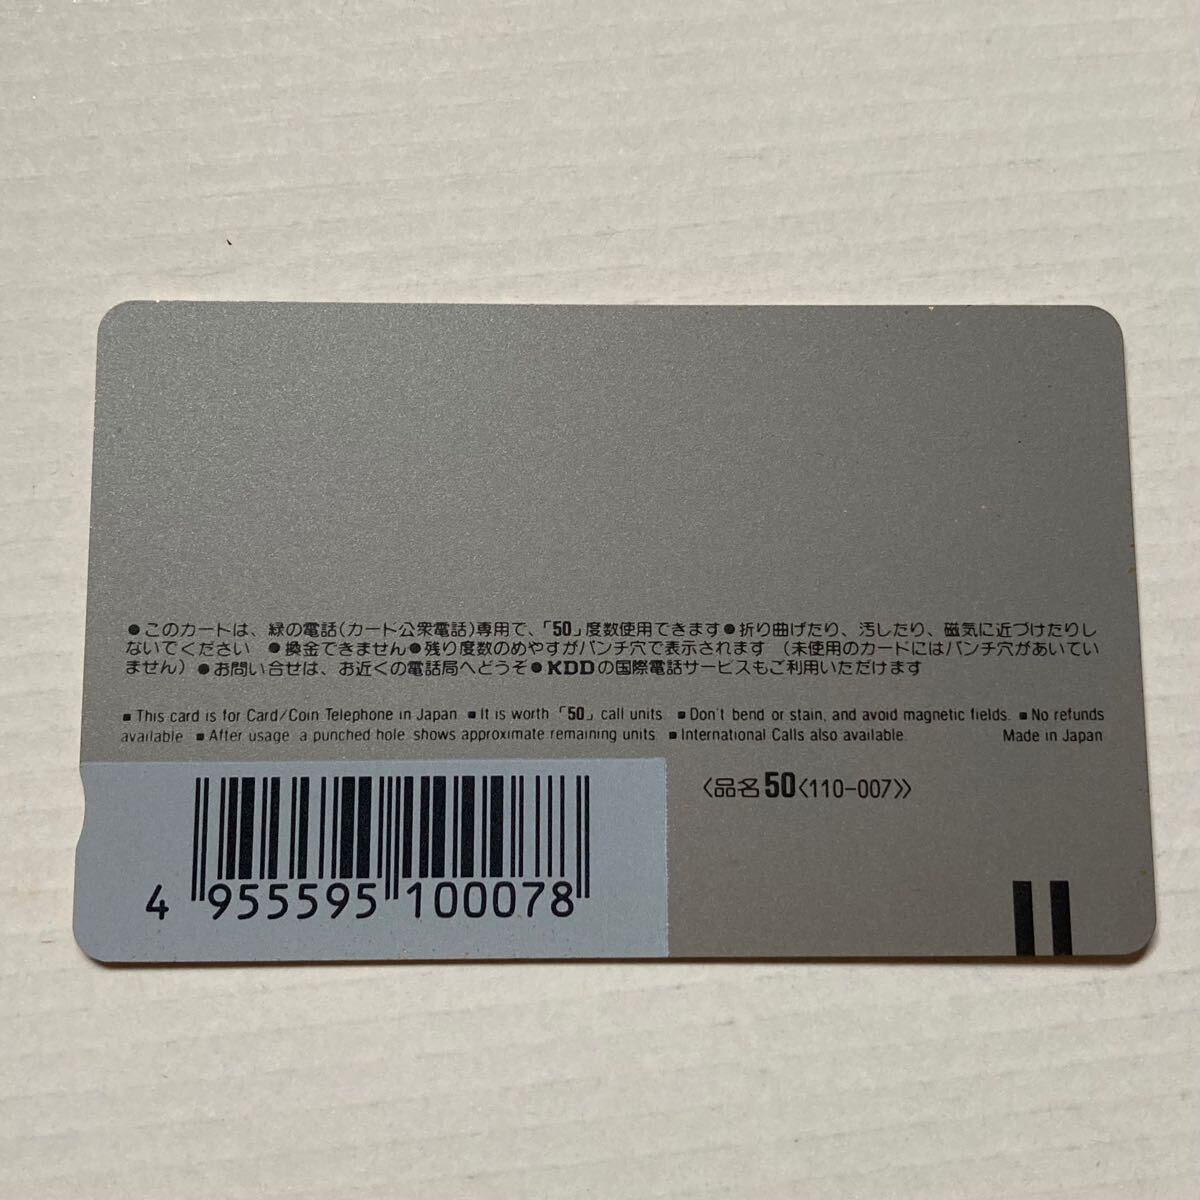 ●このカードは、緑の電話(カード公衆電話)専用で、「50」度数使用できます●折り曲げたり、汚したり、磁気に近づけたりし
ないでください ●換金できません●残り度数のめやすがパンチ穴で表示されます (未使用のカードにはパンチ穴があいてい
ません) ●お問い合せは、お近くの電話局へどうぞ●KDDの国際電話サービスもご利用いただけます
■This card is for Card/Coin Telephone in Japan ■It is worth 「50」 call units ■Don't bend or stain, and avoid magnetic fields. ■No refunds
available ■After usage a punched hole shows approximate remaining units ■International Calls also available. Made in Japan
〈品名50〈110-007〉〉
4 955595 100078